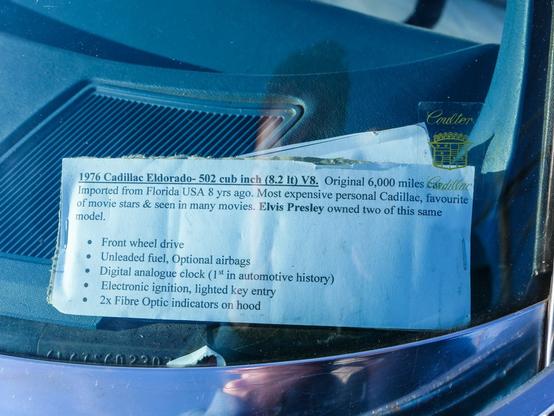 Coulter
Cadillac
1976 Cadillac Eldorado- 502 cub inch (8.2 lt) V8. Original 6,000 miles
Imported from Florida USA 8 yrs ago. Most expensive personal Cadillac, favourite
of movie stars & seen in many movies. Elvis Presley owned two of this same
model.
• Front wheel drive
• Unleaded fuel, Optional airbags
• Digital analogue clock (1st in automotive history)
• Electronic ignition, lighted key entry
• 2x Fibre Optic indicators on hood